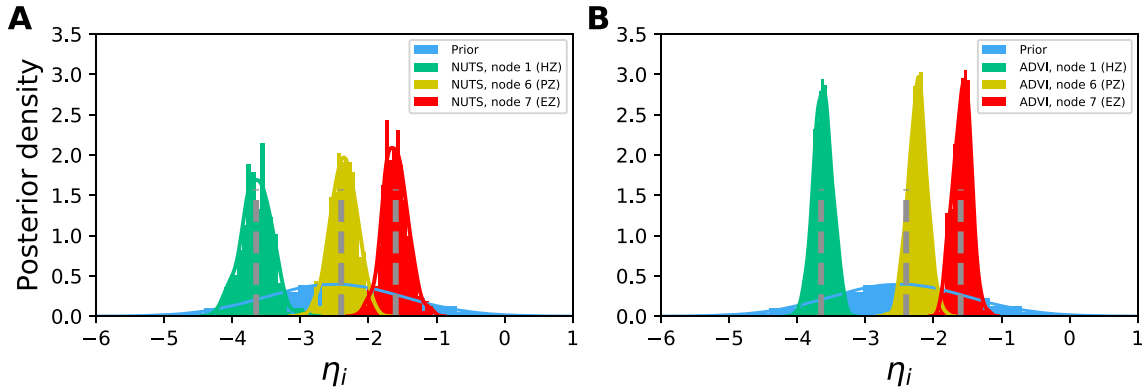 A
Posterior density
3.5
3.0
2.5
2.0
1.5
1.0
0.5
0.0
Prior
NUTS, node 1 (HZ)
NUTS, node 6 (PZ)
NUTS, node 7 (EZ)
−6 −5 −4 −3 −2 −1 0 1
ηi
B
3.5
3.0
2.5
2.0
1.5
1.0
0.5
0.0
Prior
ADVI, node 1 (HZ)
ADVI, node 6 (PZ)
ADVI, node 7 (EZ)
−6 −5 −4 −3 −2 −1 0 1
ηi